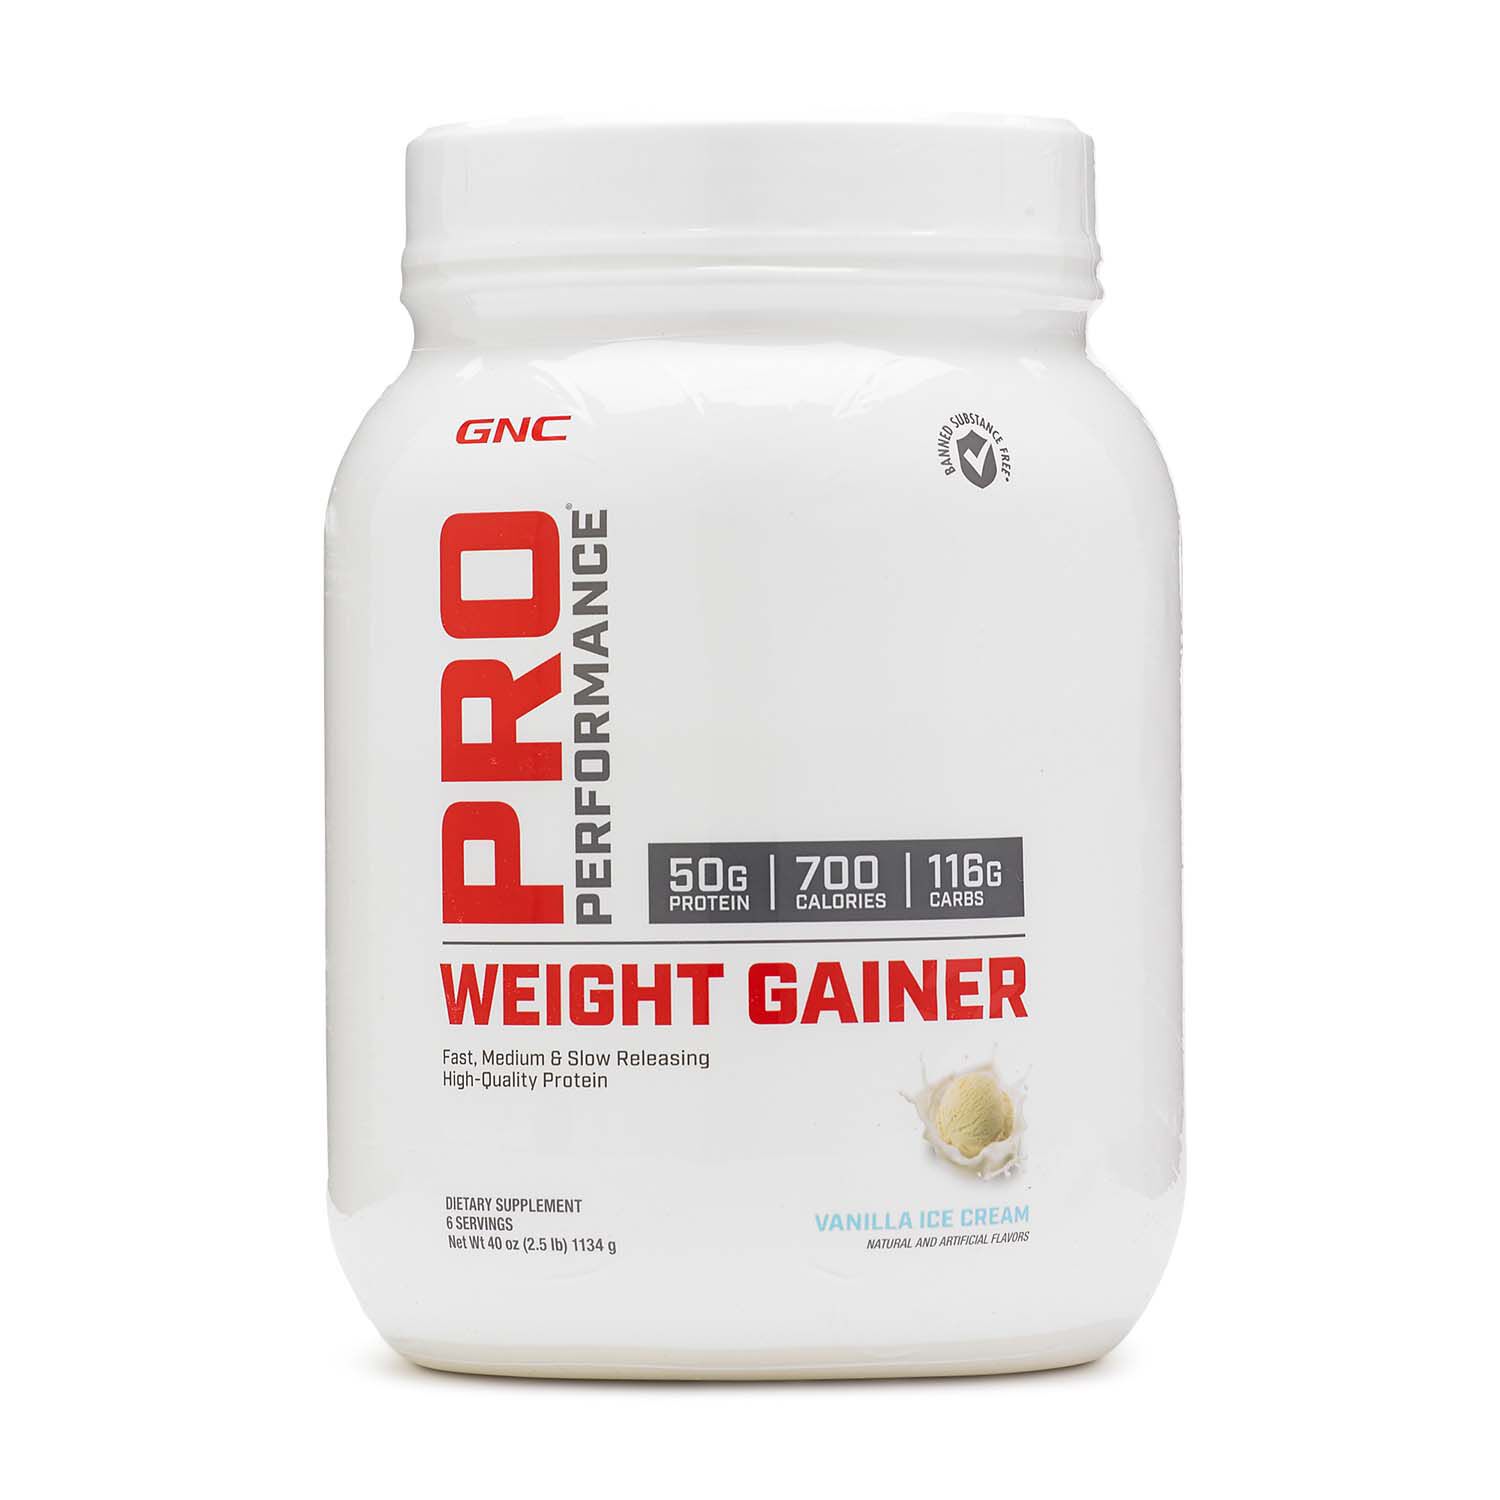 GNC
BANNED SUBSTANCE FREE•
PRO
PERFORMANCE®
50G PROTEIN | 700 CALORIES | 116G CARBS
WEIGHT GAINER
Fast, Medium & Slow Releasing
High-Quality Protein
DIETARY SUPPLEMENT
6 SERVINGS
Net Wt 40 oz (2.5 lb) 1134 g
VANILLA ICE CREAM
NATURAL AND ARTIFICIAL FLAVORS